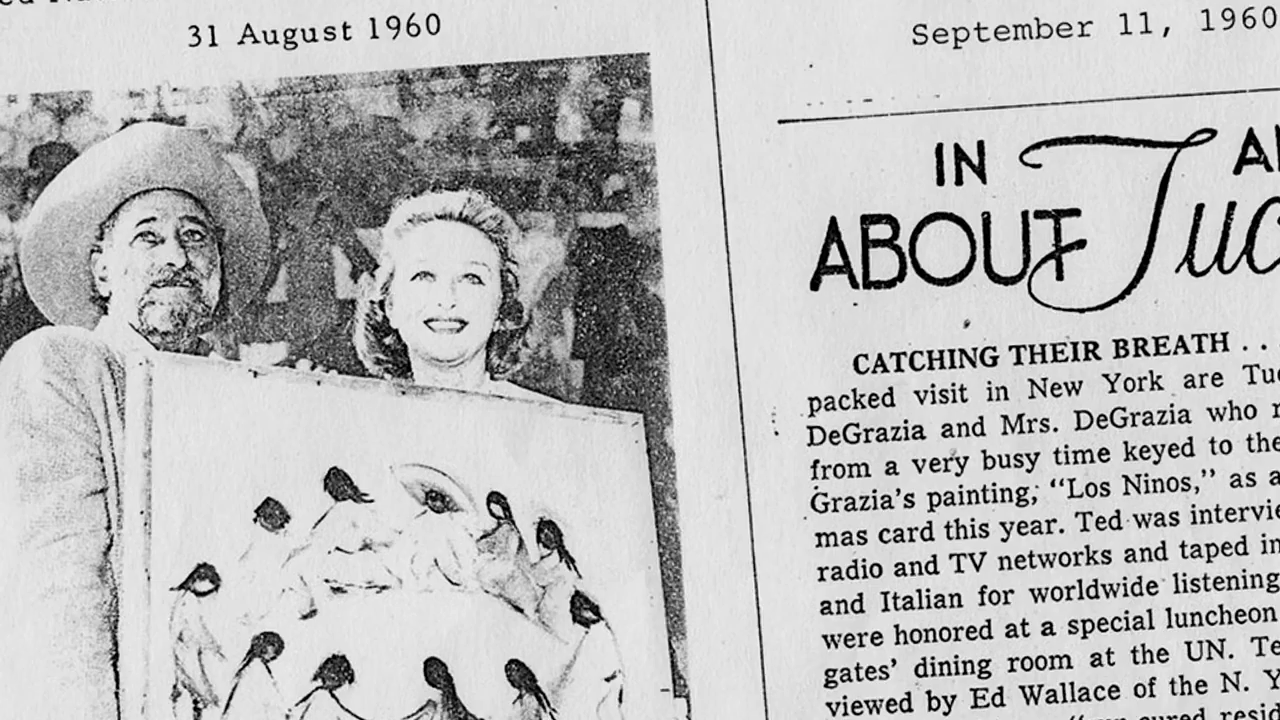 31 August 1960
September 11, 1960
IN
ABOUT
CATCHING THEIR BREATH . .
packed visit in New York are
DeGrazia and Mrs. DeGrazia who
from a very busy time keyed to the
Grazia's painting, "Los Ninos," as a
mas card this year. Ted was
radio and TV networks and taped in
and Italian for worldwide listening
were honored at a special luncheon
gates' dining room at the UN.
viewed by Ed Wallace of the N. Y
cured